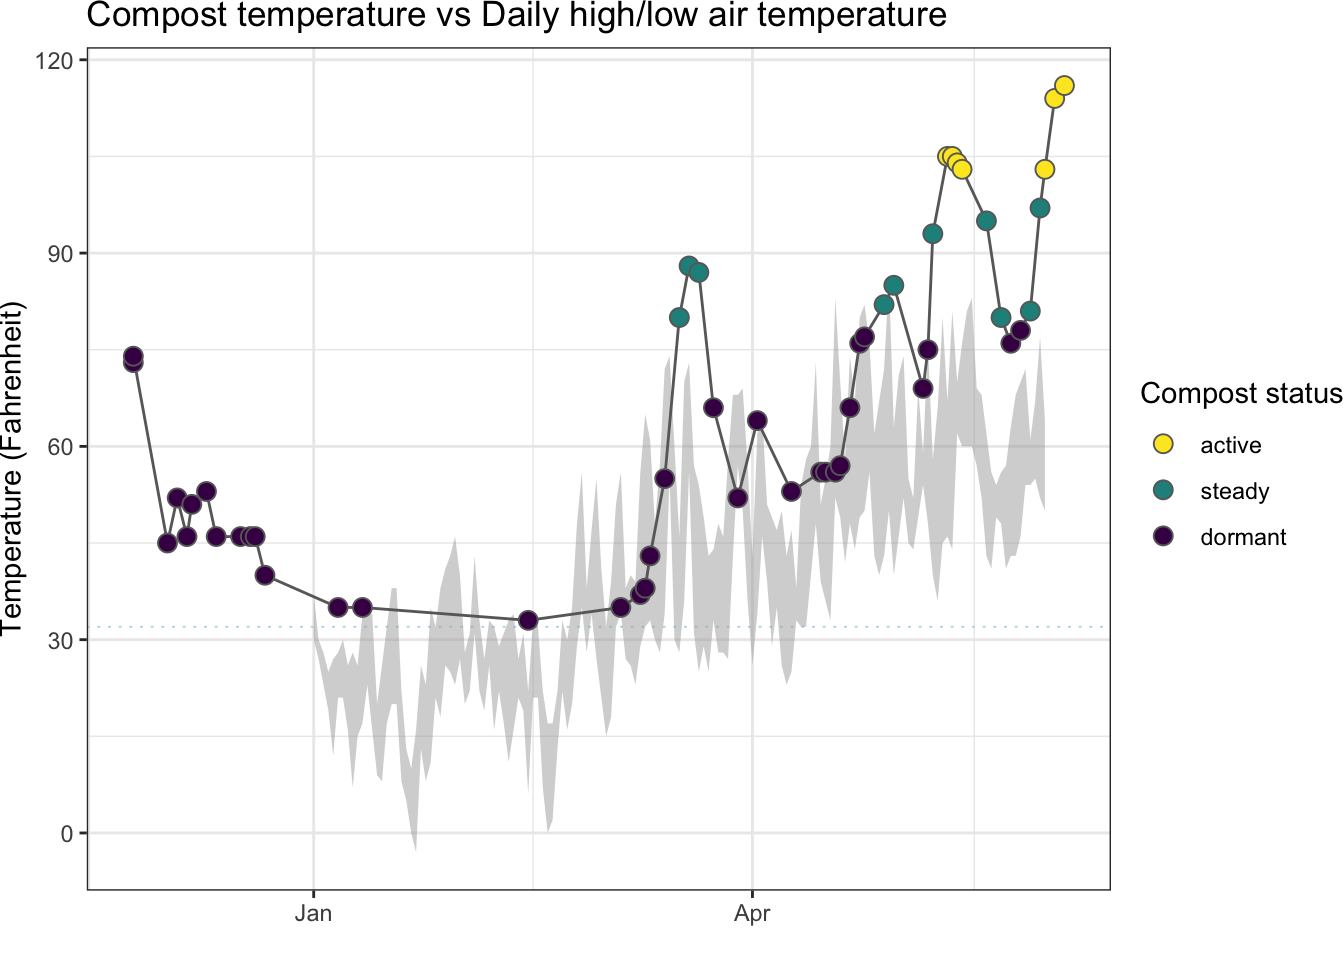 Compost temperature vs Daily high/low air temperature
120
90
60
30
0
Temperature (Fahrenheit)
Jan
Apr
Compost status
active
steady
dormant